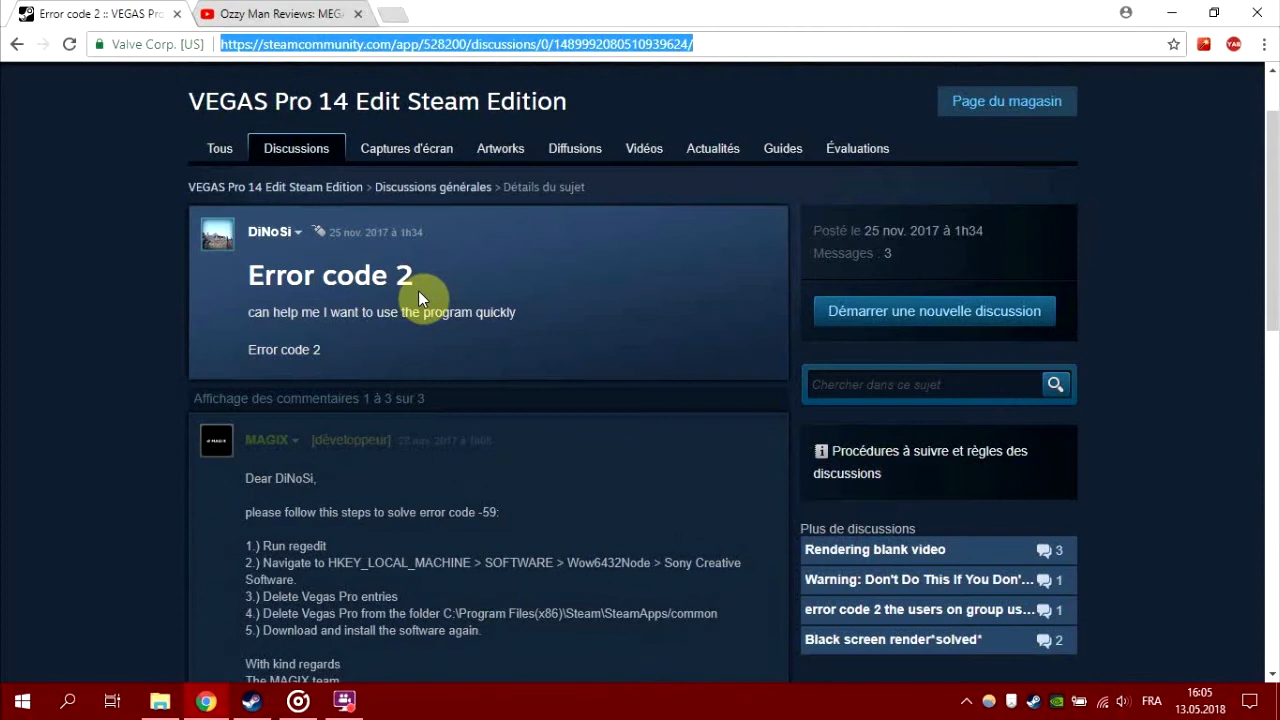 Error code 2 :: VEGAS Pro
Ozzy Man Reviews: MEGA
Valve Corp. [US]
https://steamcommunity.com/app/528200/discussions/0/1489992080510939624/
YAB
VEGAS Pro 14 Edit Steam Edition
Page du magasin
Tous Discussions Captures d'écran Artworks Diffusions Vidéos Actualités Guides Évaluations
VEGAS Pro 14 Edit Steam Edition > Discussions générales > Détails du sujet
DiNoSi 25 nov. 2017 à 1h34
Error code 2
can help me I want to use the program quickly
Error code 2
Posté le 25 nov. 2017 à 1h34
Messages : 3
Démarrer une nouvelle discussion
Chercher dans ce sujet
Affichage des commentaires 1 à 3 sur 3
MAGIX [développeur] 28 nov. 2017 à 1h08
Dear DiNoSi,
please follow this steps to solve error code -59:
1.) Run regedit
2.) Navigate to HKEY_LOCAL_MACHINE > SOFTWARE > Wow6432Node > Sony Creative
Software.
3.) Delete Vegas Pro entries
4.) Delete Vegas Pro from the folder C:\Program Files(x86)\Steam\SteamApps/common
5.) Download and install the software again.
With kind regards
The MAGIX team
Procédures à suivre et règles des
discussions
Plus de discussions
Rendering blank video 3
Warning: Don't Do This If You Don'... 1
error code 2 the users on group us... 1
Black screen render*solved* 2
FRA
16:05
13.05.2018